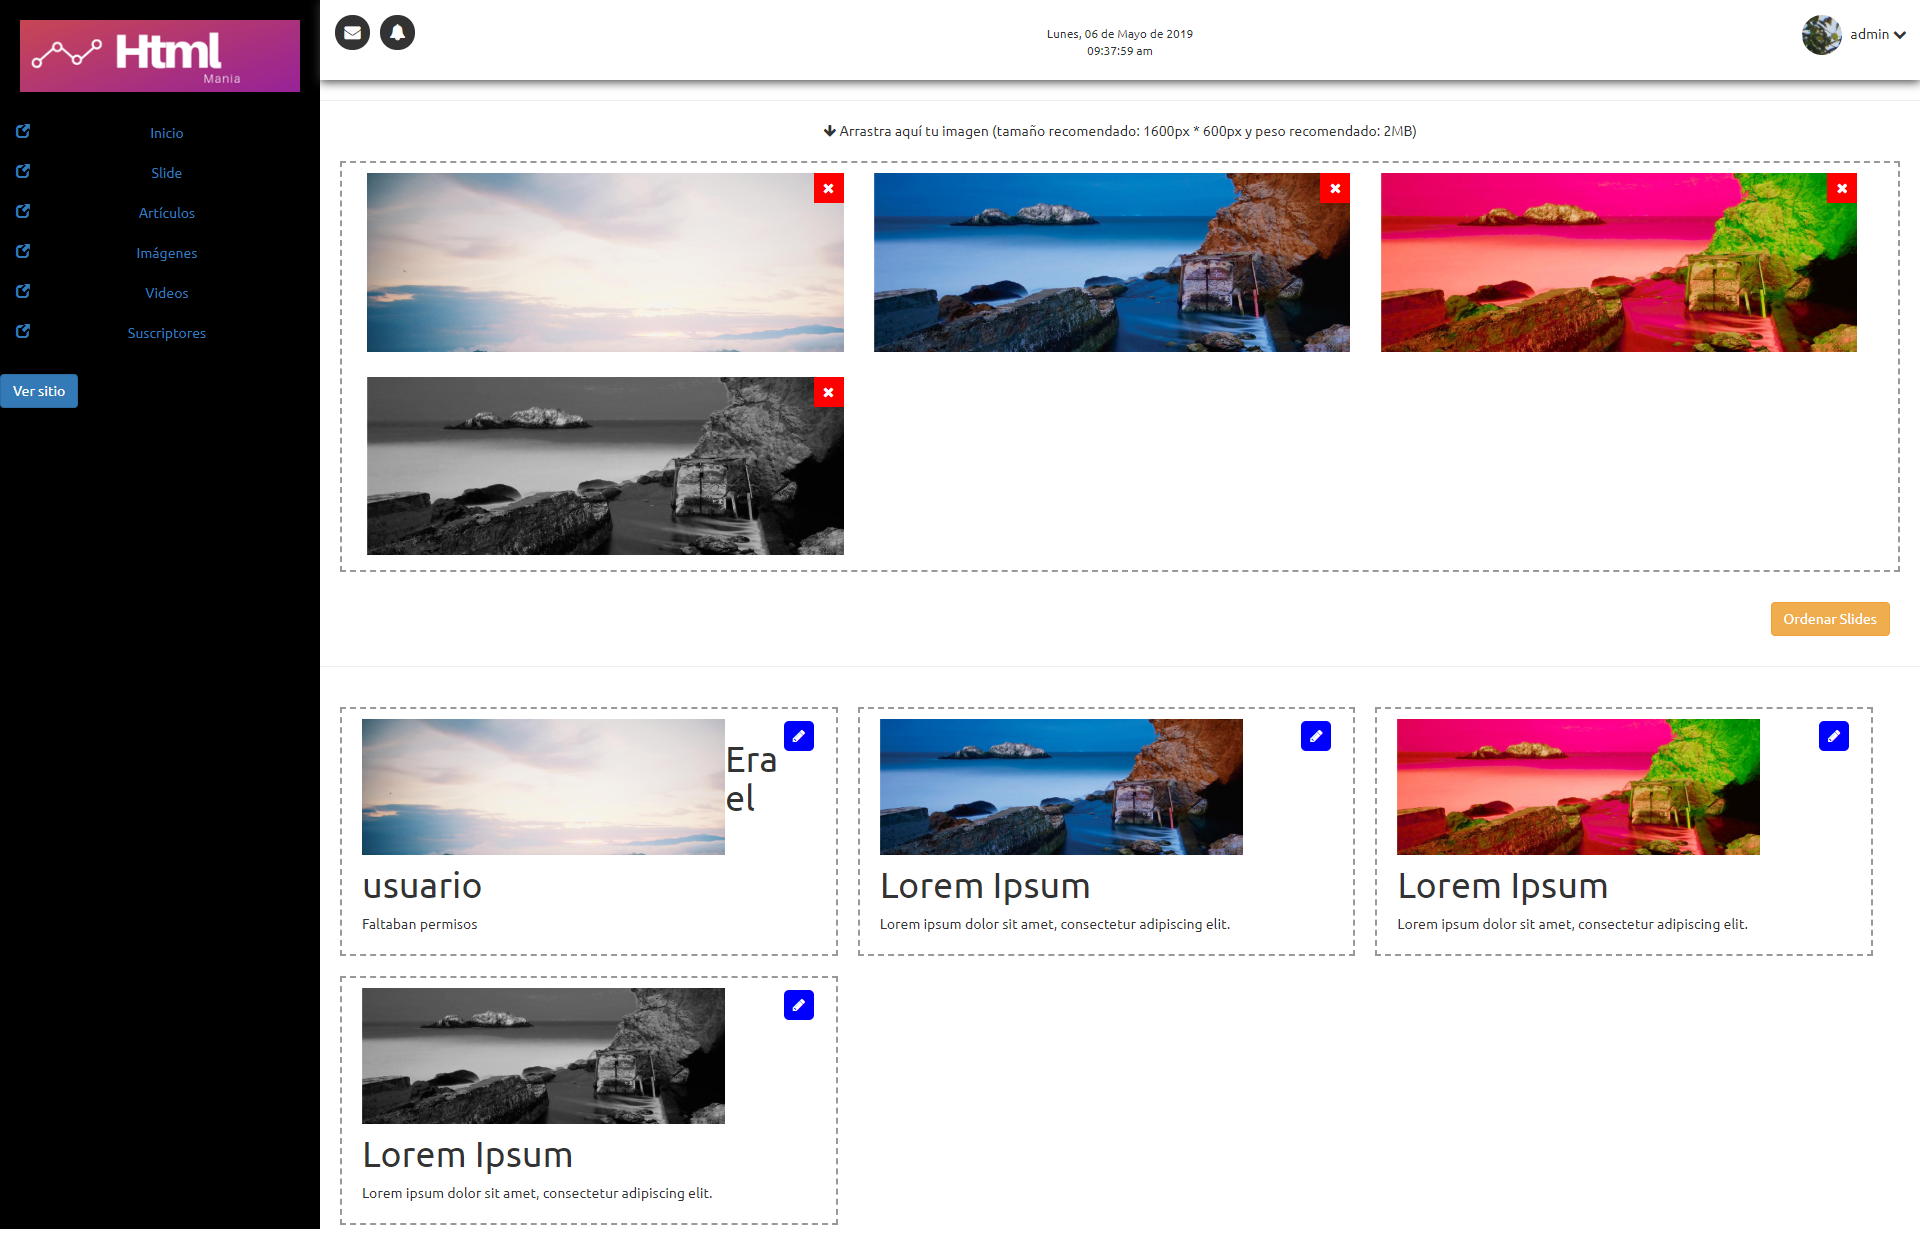 Html
Mania
Inicio
Slide
Artículos
Imágenes
Videos
Suscriptores
Ver sitio
Lunes, 06 de Mayo de 2019
09:37:59 am
admin
Arrastra aquí tu imagen (tamaño recomendado: 1600px * 600px y peso recomendado: 2MB)
Ordenar Slides
Era
el
usuario
Faltaban permisos
Lorem Ipsum
Lorem ipsum dolor sit amet, consectetur adipiscing elit.
Lorem Ipsum
Lorem ipsum dolor sit amet, consectetur adipiscing elit.
Lorem Ipsum
Lorem ipsum dolor sit amet, consectetur adipiscing elit.